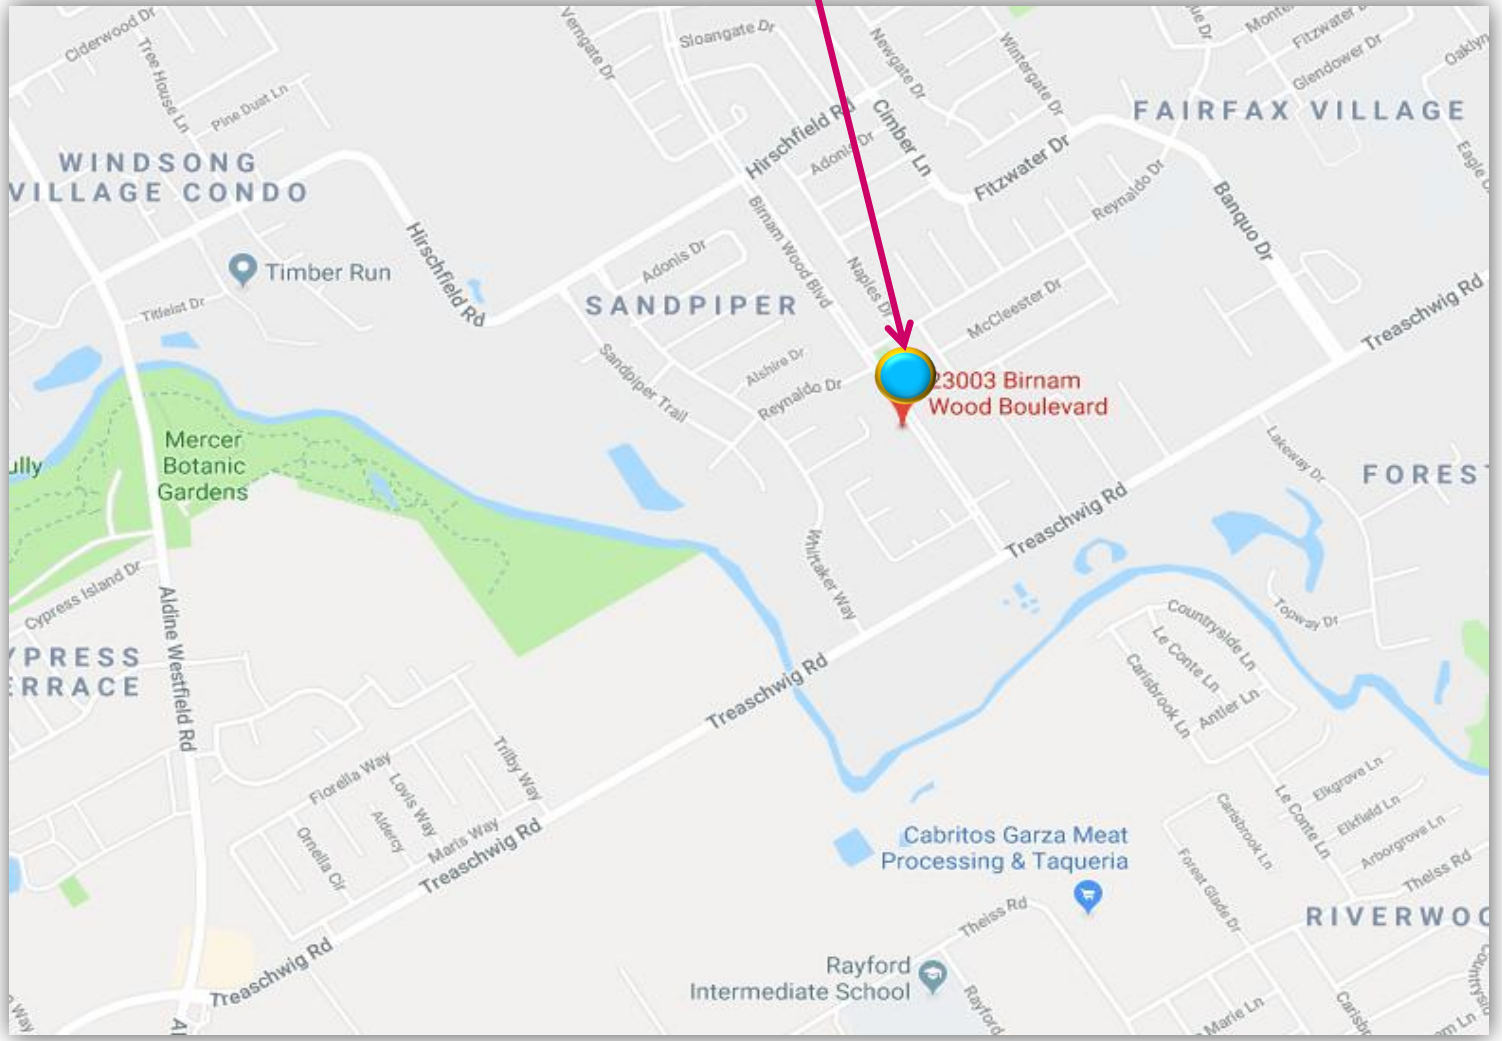 Ciderwood Dr
Tree House Ln
Pine Dust Ln
Verngate Dr
Sloangate Dr
Newgate Dr
Wintergate Dr
Fitzwater
Glendower Dr
Oaklyn
FAIRFAX VILLAGE
Hirschfield Rd
Cimber Ln
Adonis Dr
Fitzwater Dr
Reynaldo Dr
Banquo Dr
WINDSONG
VILLAGE CONDO
Hirschfield Rd
Timber Run
Titleist Dr
Adonis Dr
Birnam Wood Blvd
Naples Dr
SANDPIPER
McCleester Dr
Treaschwig Rd
Sandpiper Trail
Alshire Dr
Reynaldo Dr
23003 Birnam
Wood Boulevard
Mercer
Botanic
Gardens
Lakeway Dr
Treaschwig Rd
Whittaker Way
Cypress Island Dr
Aldine Westfield Rd
Topway Dr
Countryside Ln
Le Conte Ln
Carisbrook Ln
Antler Ln
Treaschwig Rd
Fiorella Way
Lovis Way
Aldercy
Trilby Way
Ornella Cir
Maris Way
Treaschwig Rd
Elkgrove Ln
Elkfield Ln
Arborgrove Ln
Le Conte Ln
Carisbrook Ln
Forest Glade Dr
Theiss Rd
Cabritos Garza Meat
Processing & Taqueria
RIVERWOO
Theiss Rd
Rayford
Intermediate School
Rayford
Marie Ln
Treaschwig Rd
Way